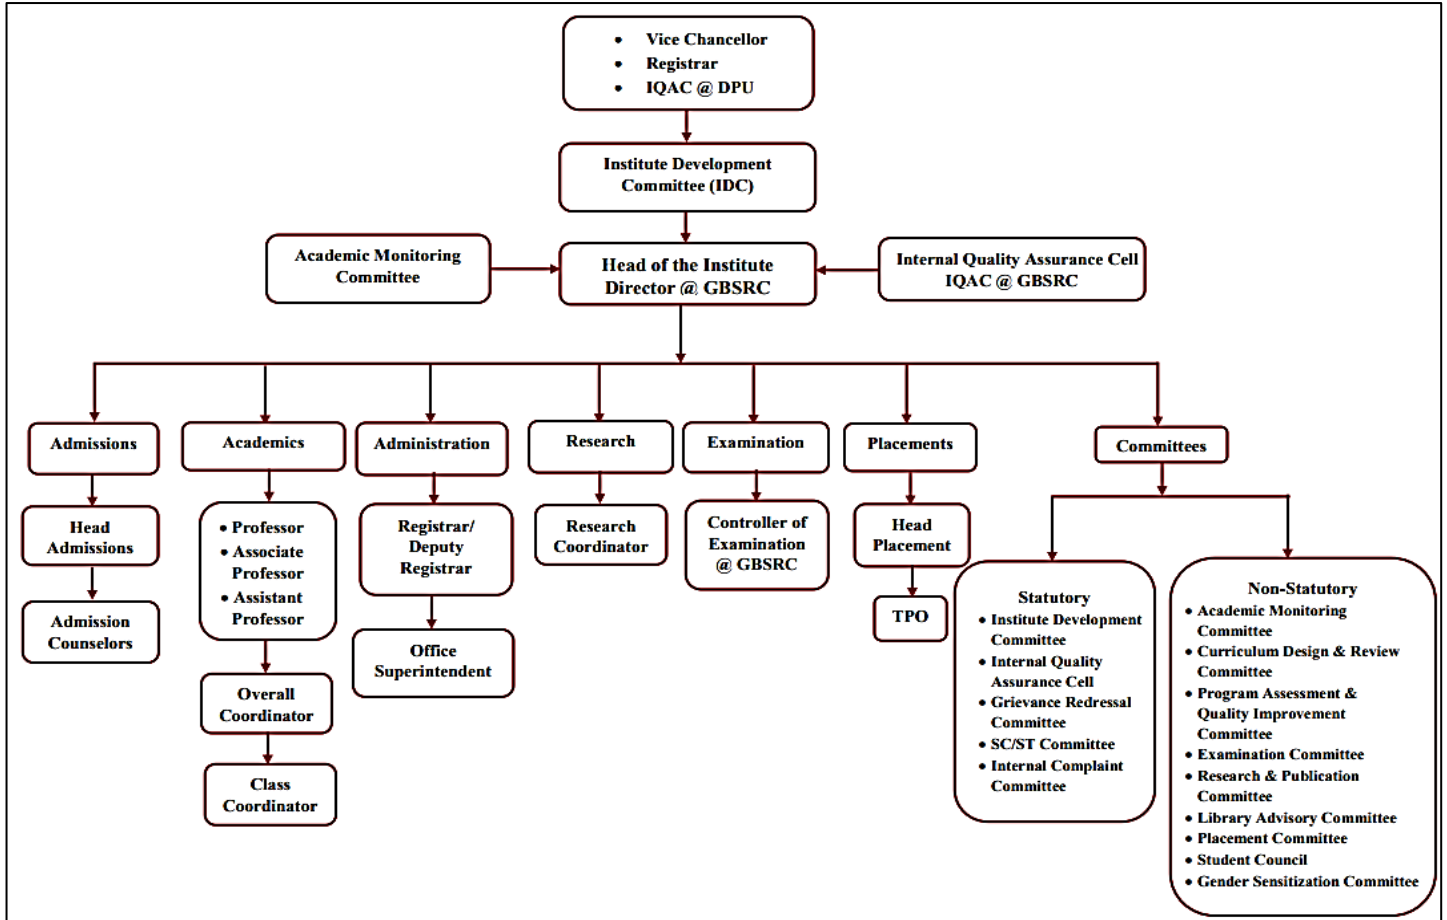 • Vice Chancellor
• Registrar
• IQAC @ DPU
Institute Development
Committee (IDC)
Academic Monitoring
Committee
Head of the Institute
Director @ GBSRC
Internal Quality Assurance Cell
IQAC @ GBSRC
Admissions
Academics
Administration
Research
Examination
Placements
Committees
Head
Admissions
Admission
Counselors
• Professor
• Associate
Professor
• Assistant
Professor
Overall
Coordinator
Class
Coordinator
Registrar/
Deputy
Registrar
Office
Superintendent
Research
Coordinator
Controller of
Examination
@ GBSRC
Head
Placement
TPO
Statutory
• Institute Development
Committee
• Internal Quality
Assurance Cell
• Grievance Redressal
Committee
• SC/ST Committee
• Internal Complaint
Committee
Non-Statutory
• Academic Monitoring
Committee
• Curriculum Design & Review
Committee
• Program Assessment &
Quality Improvement
Committee
• Examination Committee
• Research & Publication
Committee
• Library Advisory Committee
• Placement Committee
• Student Council
• Gender Sensitization Committee